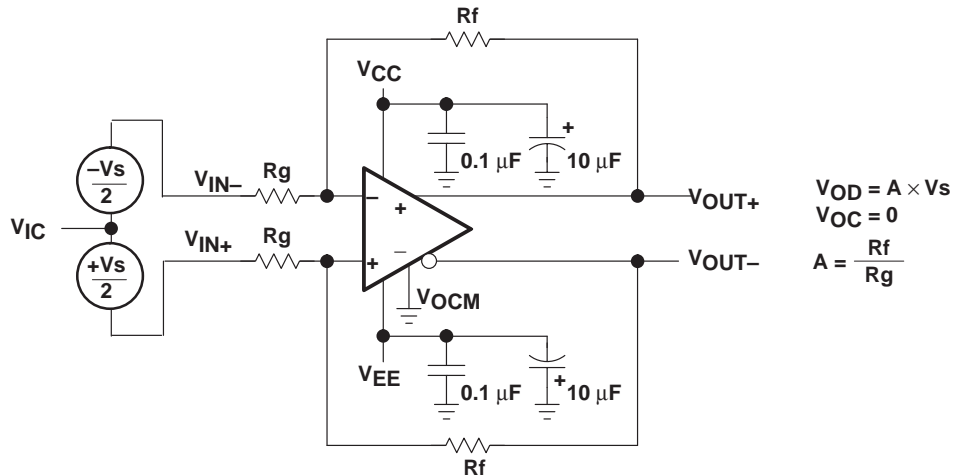 Rf
VCC
+
0.1 μF
10 μF
−Vs
2
VIN−
Rg
−
+
VOUT+
VOD = A × Vs
VIC
VOC = 0
VIN+
Rg
+Vs
2
+
−
VOUT−
A = Rf
Rg
VOCM
VEE
0.1 μF
+
10 μF
Rf